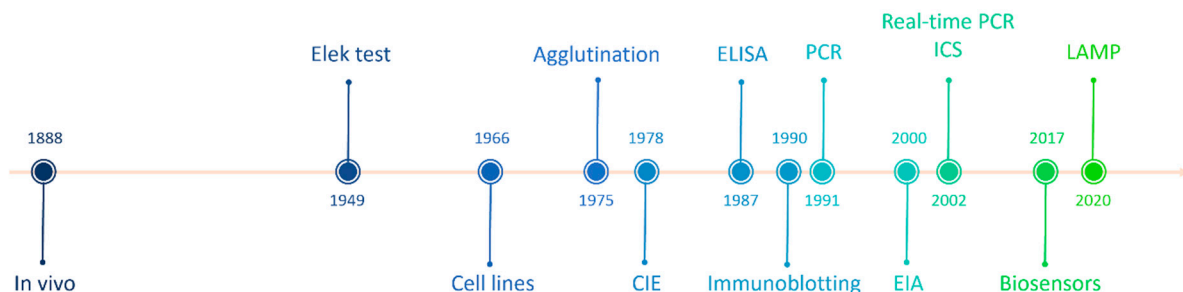 Real-time PCR
Elek test Agglutination ELISA PCR ICS LAMP
1888 1966 1978 1990 2000 2017
1949 1975 1987 1991 2002 2020
In vivo Cell lines CIE Immunoblotting EIA Biosensors